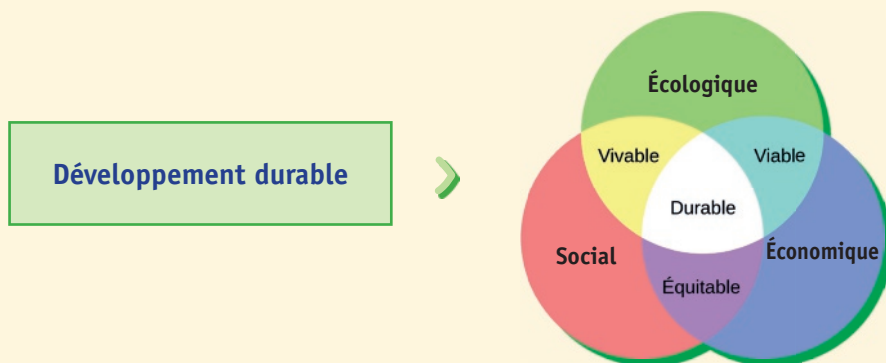 Développement durable
Écologique
Vivable
Viable
Durable
Social
Économique
Équitable